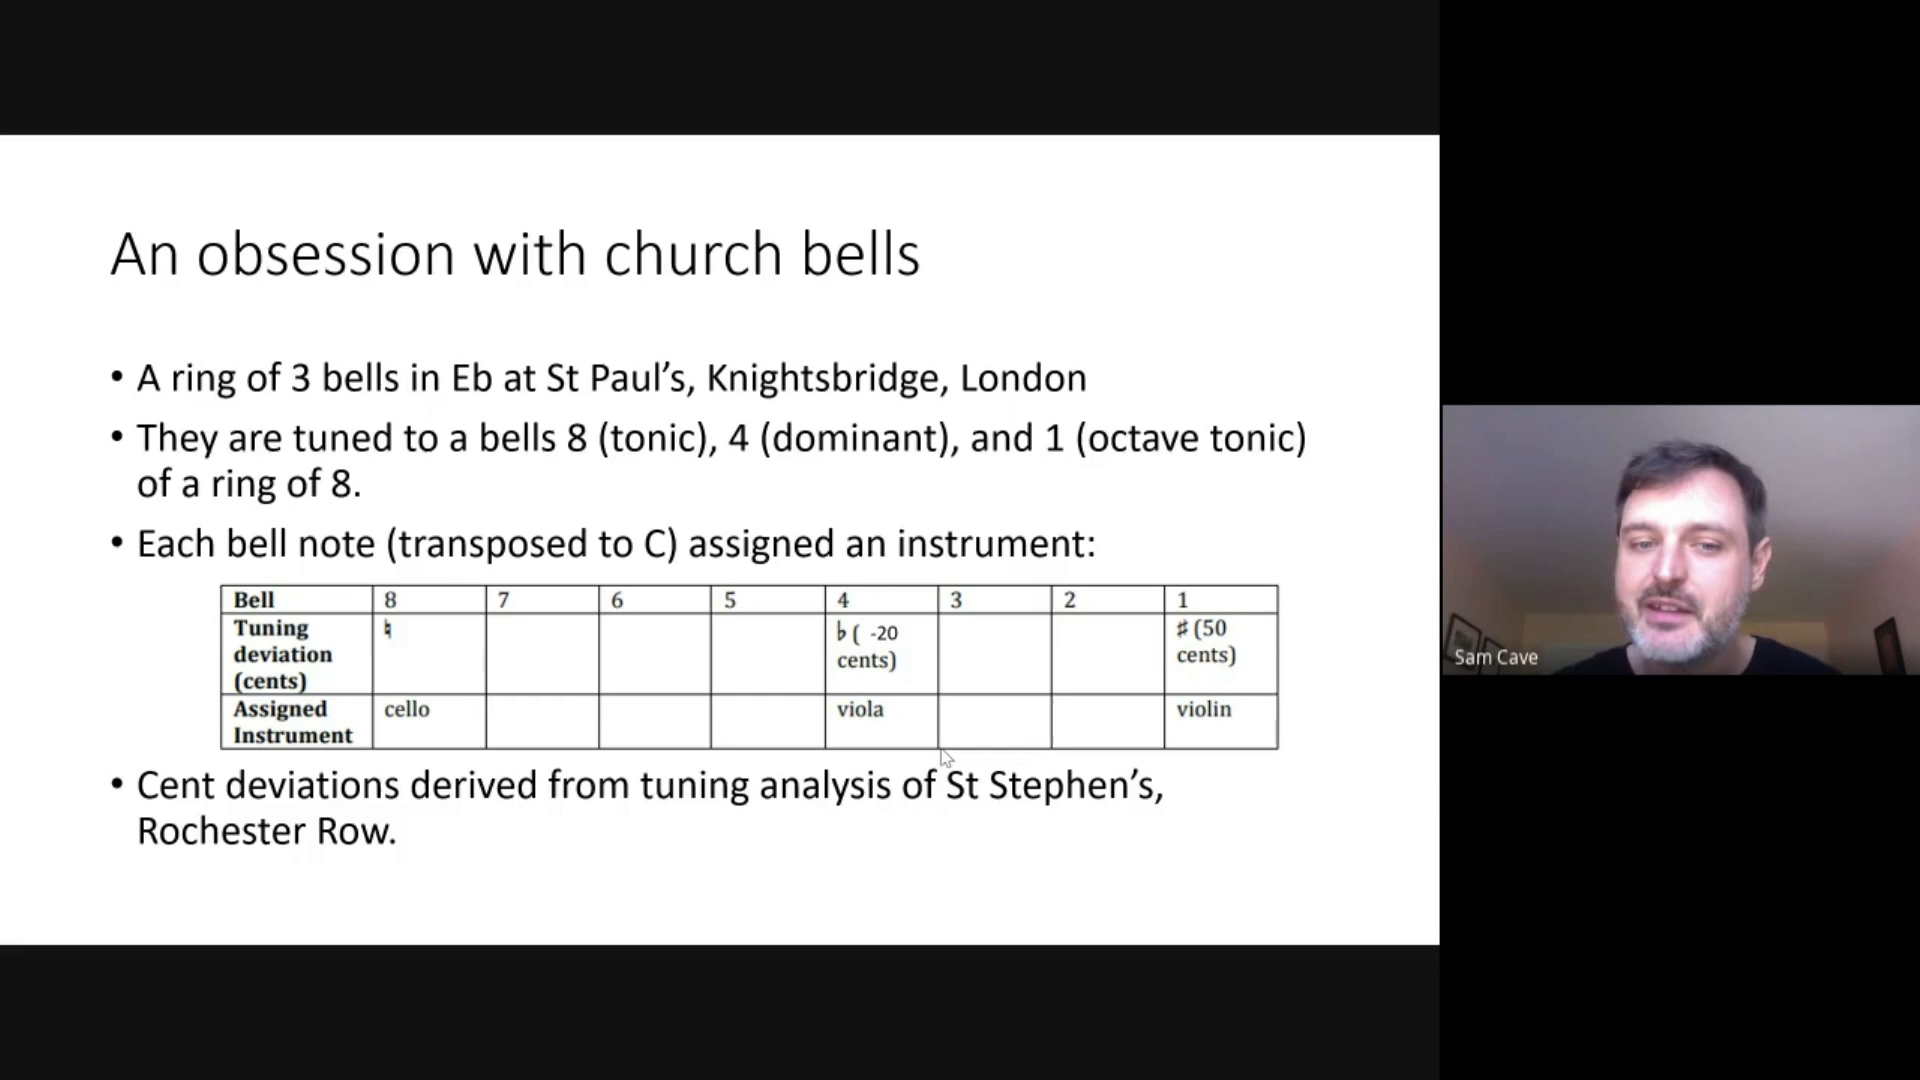 An obsession with church bells
• A ring of 3 bells in Eb at St Paul’s, Knightsbridge, London
• They are tuned to a bells 8 (tonic), 4 (dominant), and 1 (octave tonic)
of a ring of 8.
• Each bell note (transposed to C) assigned an instrument:
Bell 8 7 6 5 4 3 2 1
Tuning deviation (cents) ♮ ♭( -20 cents) ♯(50 cents)
Assigned Instrument cello viola violin
• Cent deviations derived from tuning analysis of St Stephen’s,
Rochester Row.
Sam Cave